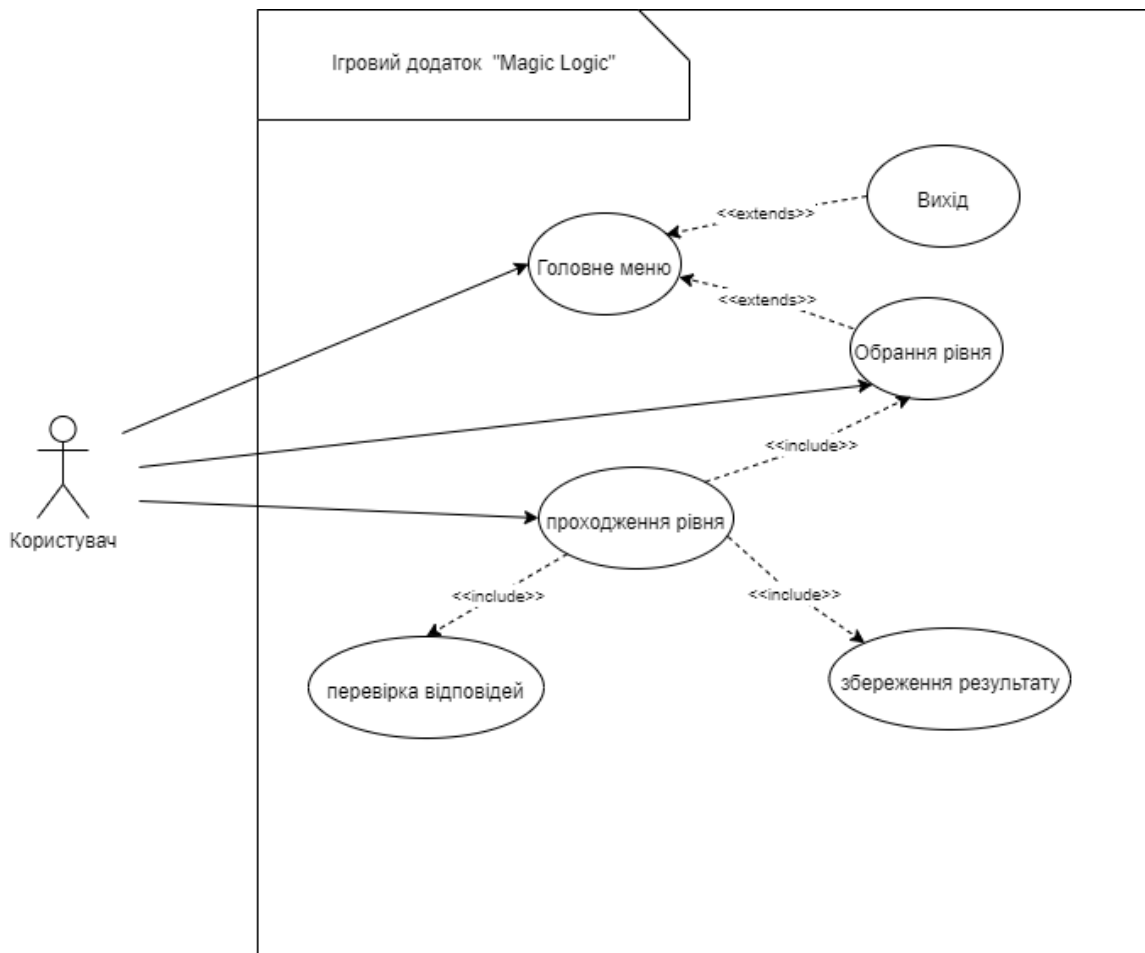 Ігровий додаток "Magic Logic"
Вихід
<<extends>>
Головне меню
<<extends>>
Обрання рівня
<<include>>
Користувач
проходження рівня
<<include>>
<<include>>
перевірка відповідей
збереження результату